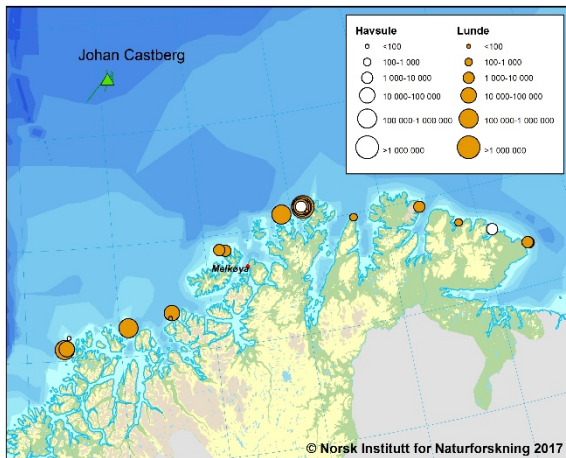 Johan Castberg
Havsule Lunde
<100 <100
100-1 000 100-1 000
1 000-10 000 1 000-10 000
10 000-100 000 10 000-100 000
100 000-1 000 000 100 000-1 000 000
>1 000 000 >1 000 000
Melkøya
© Norsk Institutt for Naturforskning 2017